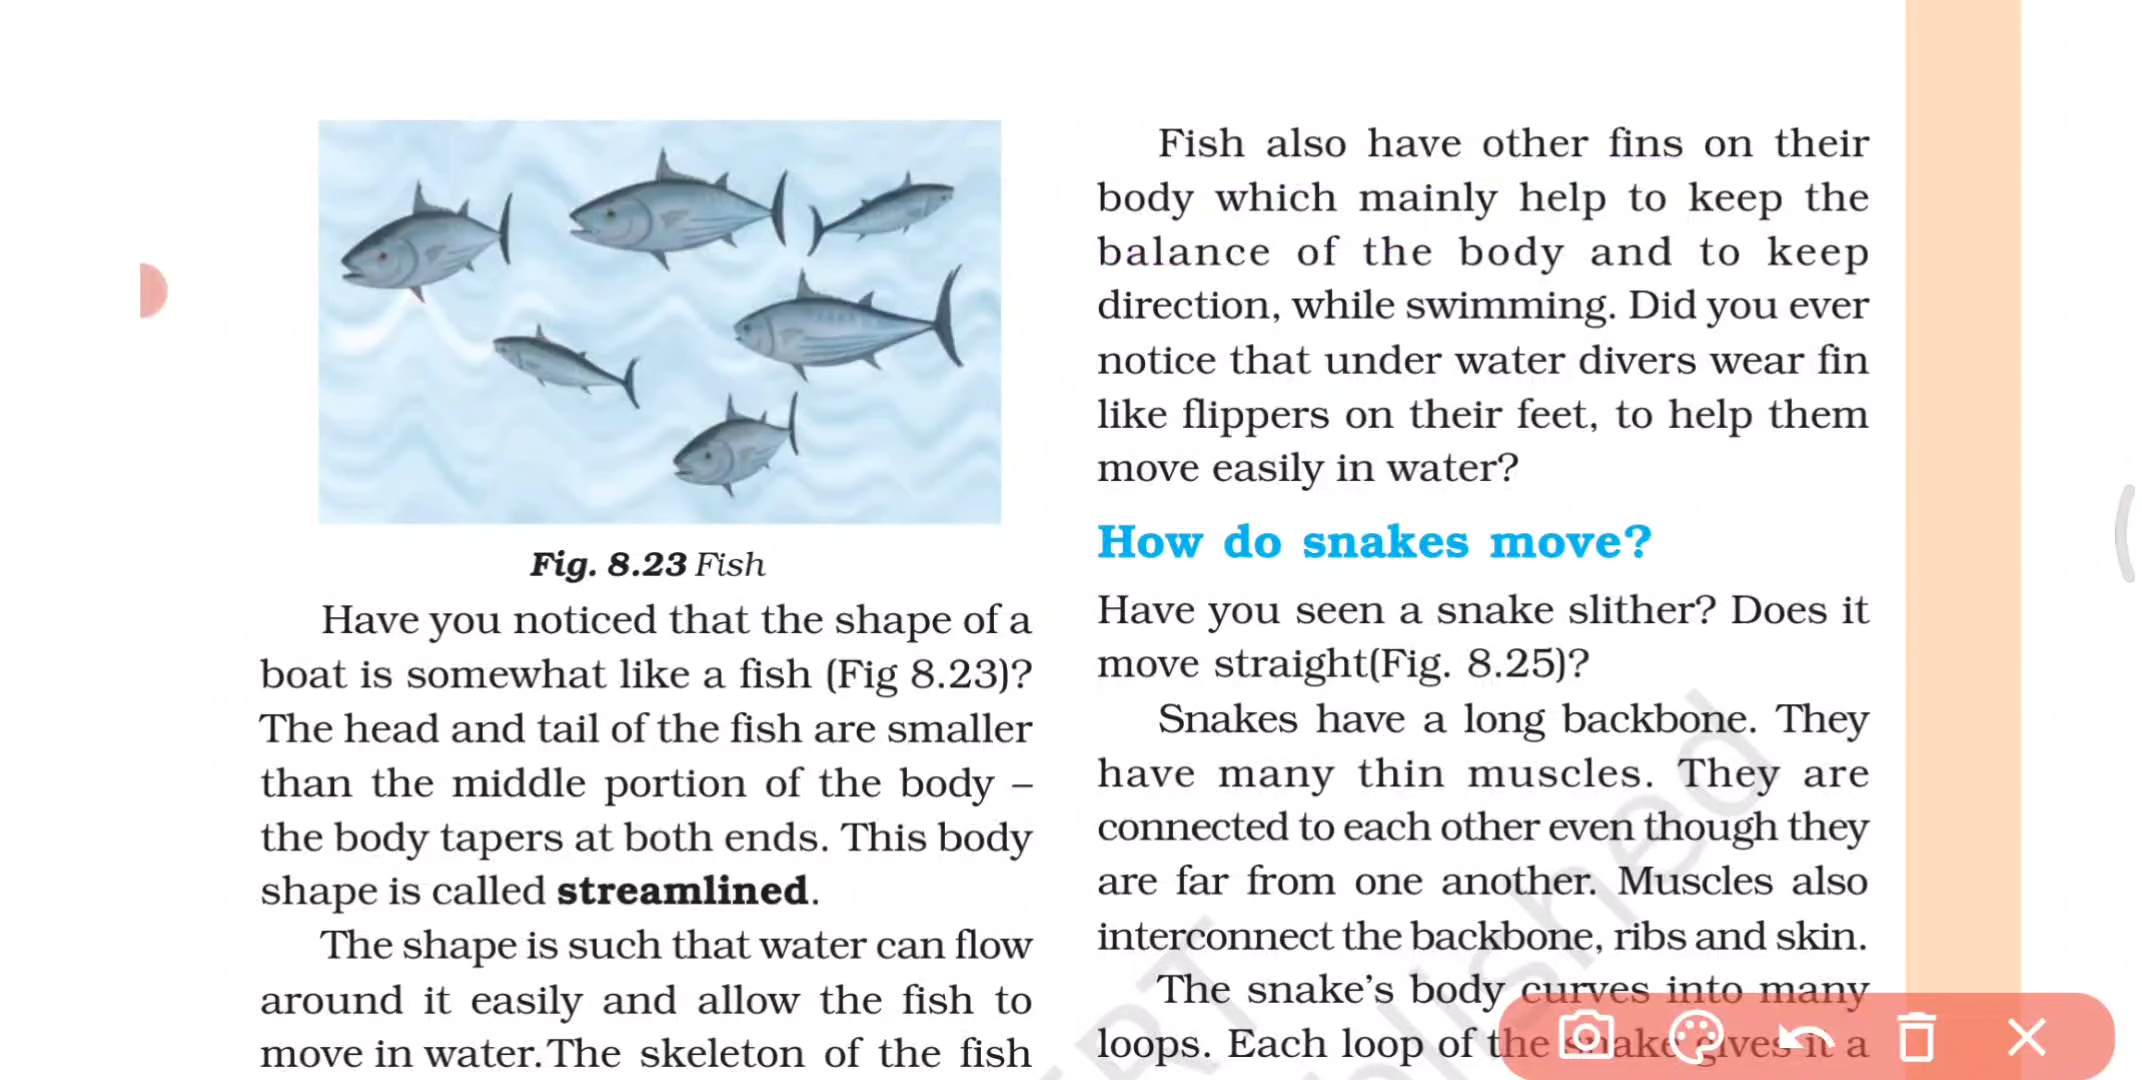 Fig. 8.23 Fish
Have you noticed that the shape of a
boat is somewhat like a fish (Fig 8.23)?
The head and tail of the fish are smaller
than the middle portion of the body –
the body tapers at both ends. This body
shape is called streamlined.
The shape is such that water can flow
around it easily and allow the fish to
move in water.The skeleton of the fish
Fish also have other fins on their
body which mainly help to keep the
balance of the body and to keep
direction, while swimming. Did you ever
notice that under water divers wear fin
like flippers on their feet, to help them
move easily in water?
How do snakes move?
Have you seen a snake slither? Does it
move straight(Fig. 8.25)?
Snakes have a long backbone. They
have many thin muscles. They are
connected to each other even though they
are far from one another. Muscles also
interconnect the backbone, ribs and skin.
The snake’s body curves into many
loops. Each loop of the snake gives it a